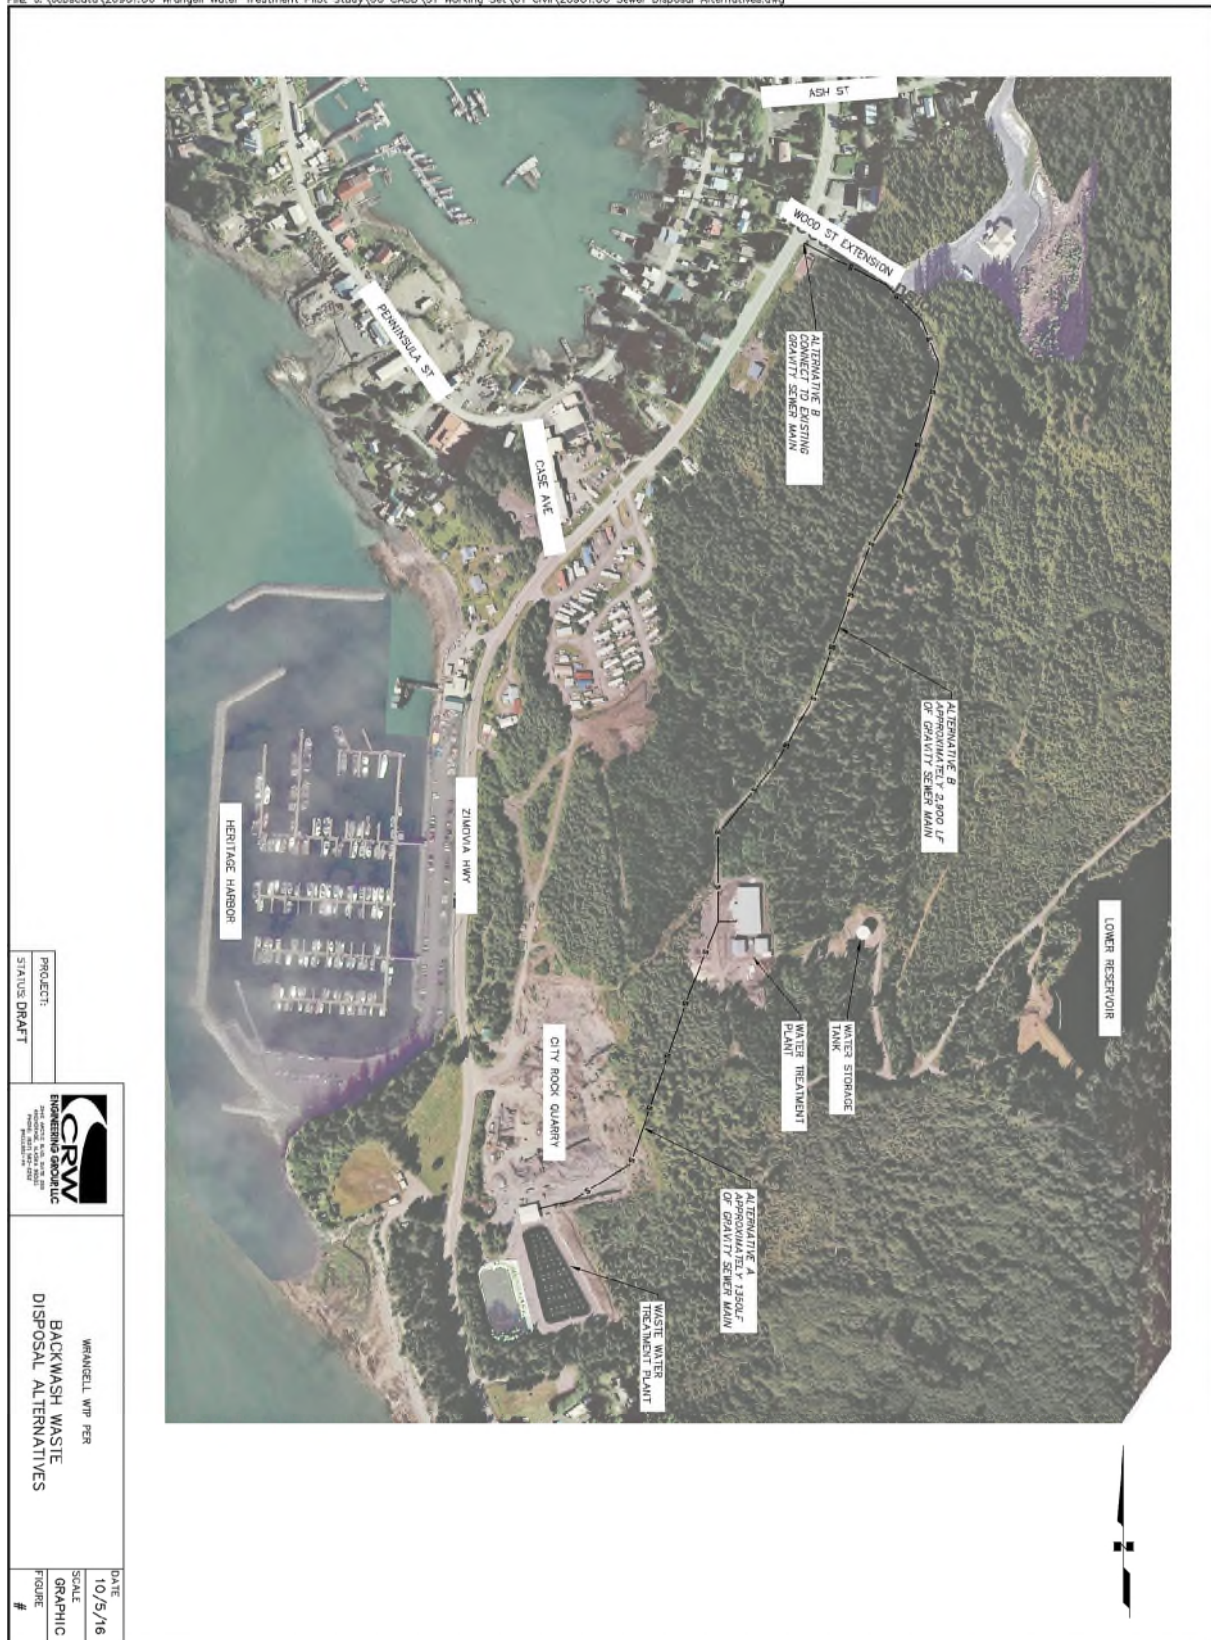 ASH ST
WOOD ST EXTENSION
PENNINSULA ST
CASE AVE
ALTERNATIVE B
CONNECT TO EXISTING
GRAVITY SEWER MAIN
ALTERNATIVE B
APPROXIMATELY 2,900 LF
OF GRAVITY SEWER MAIN
ZIMOVIA HWY
HERITAGE HARBOR
LOWER RESERVOIR
WATER STORAGE
TANK
WATER TREATMENT
PLANT
CITY ROCK QUARRY
ALTERNATIVE A
APPROXIMATELY 1350LF
OF GRAVITY SEWER MAIN
WASTE WATER
TREATMENT PLANT
PROJECT:
STATUS: DRAFT
CRW
ENGINEERING GROUP, LLC
WRANGELL WTP PER
BACKWASH WASTE
DISPOSAL ALTERNATIVES
DATE
10/5/16
SCALE
GRAPHIC
FIGURE
#